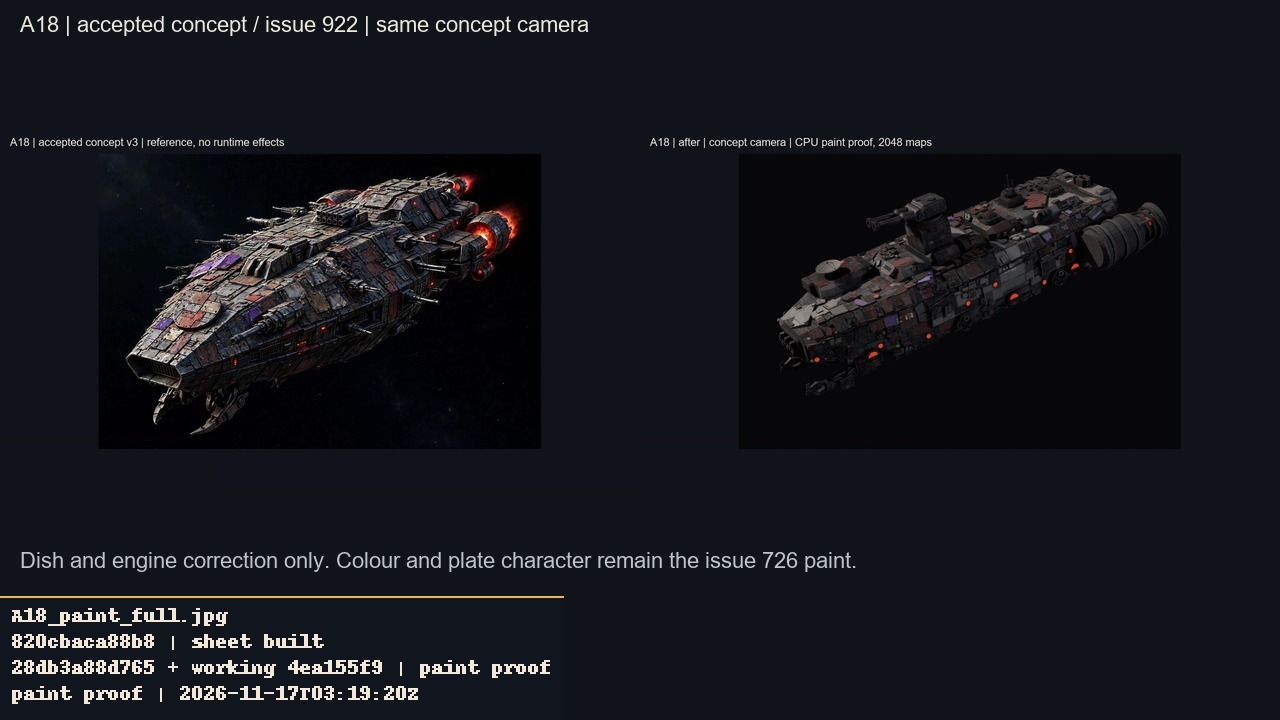 A18 | accepted concept / issue 922 | same concept camera
A18 | accepted concept v3 | reference, no runtime effects
A18 | after | concept camera | CPU paint proof, 2048 maps
Dish and engine correction only. Colour and plate character remain the issue 726 paint.
A18_paint_full.jpg
820cbaca88b8 | sheet built
28db3a88d765 + working 4ea155f9 | paint proof
paint proof | 2026-11-17T03:19:20Z